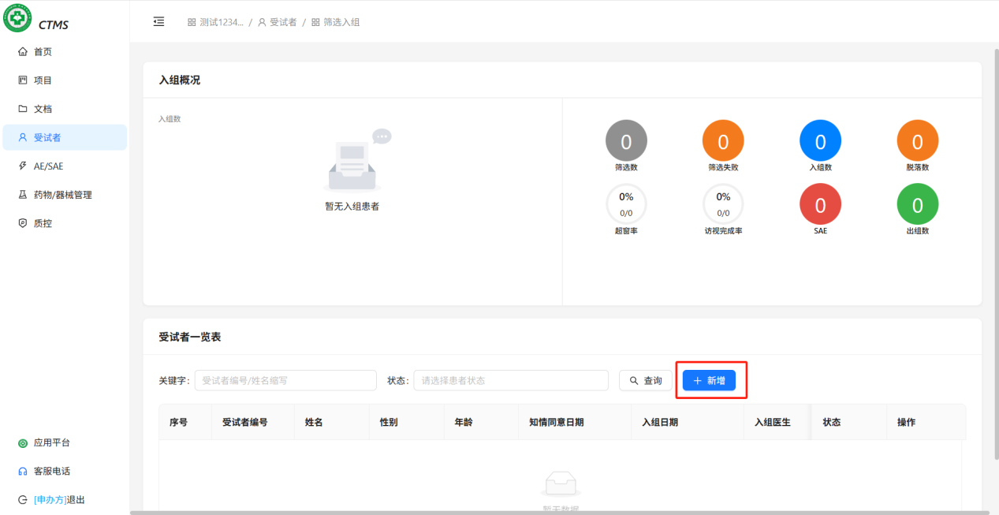 CTMS
测试1234... / 受试者 / 筛选入组
首页
项目
文档
受试者
AE/SAE
药物/器械管理
质控
应用平台
客服电话
[申办方]退出
入组概况
入组数
暂无入组患者
0 0 0 0
筛选数 筛选失败 入组数 脱落数
0% 0% 0 0
0/0 0/0
超窗率 访视完成率 SAE 出组数
受试者一览表
关键字: 受试者编号/姓名缩写 状态: 请选择患者状态 查询 + 新增
序号 受试者编号 姓名 性别 年龄 知情同意日期 入组日期 入组医生 状态 操作
暂无数据